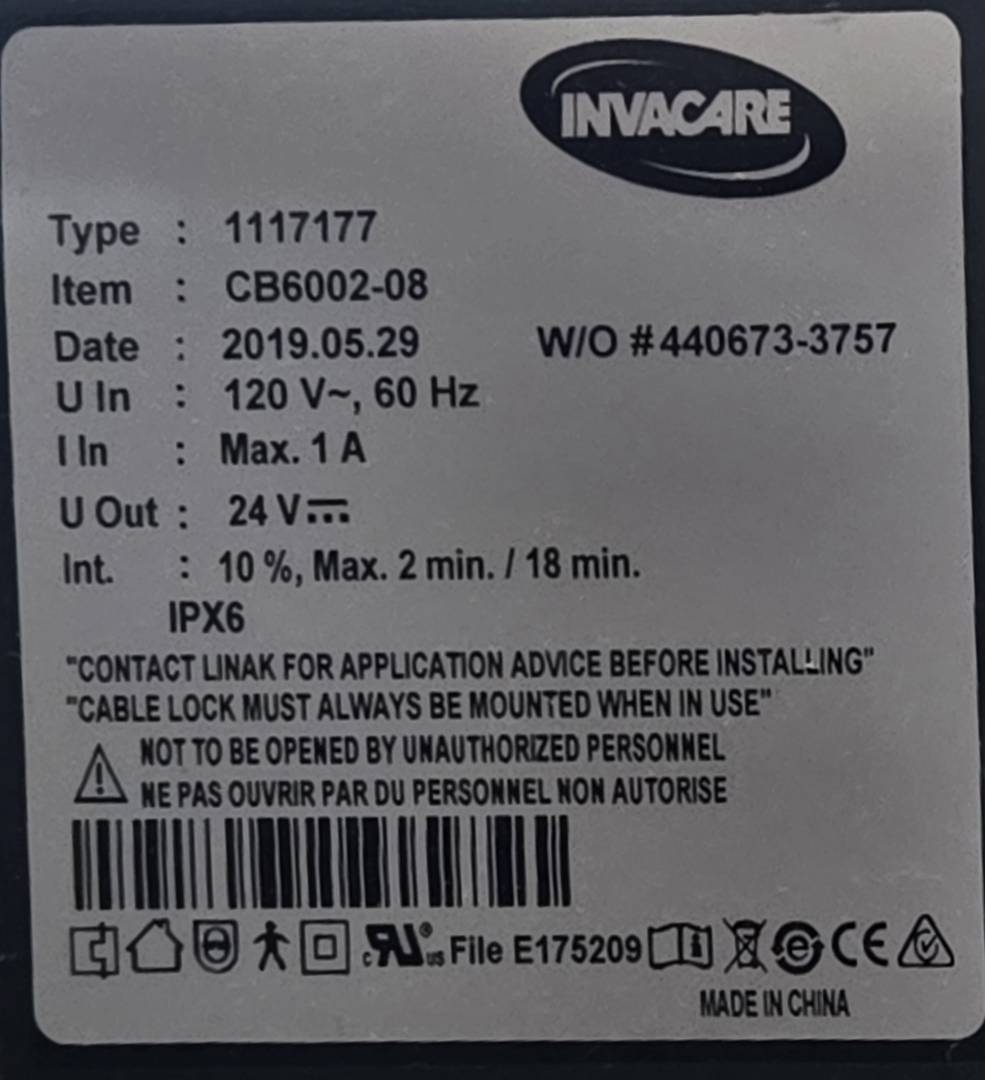 INVACARE
Type : 1117177
Item : CB6002-08
Date : 2019.05.29 W/O #440673-3757
U In : 120 V~, 60 Hz
I In : Max. 1 A
U Out : 24 V⎓
Int. : 10 %, Max. 2 min. / 18 min.
IPX6
"CONTACT LINAK FOR APPLICATION ADVICE BEFORE INSTALLING"
"CABLE LOCK MUST ALWAYS BE MOUNTED WHEN IN USE"
NOT TO BE OPENED BY UNAUTHORIZED PERSONNEL
NE PAS OUVRIR PAR DU PERSONNEL NON AUTORISE
c RU ® us File E175209 i e CE
MADE IN CHINA